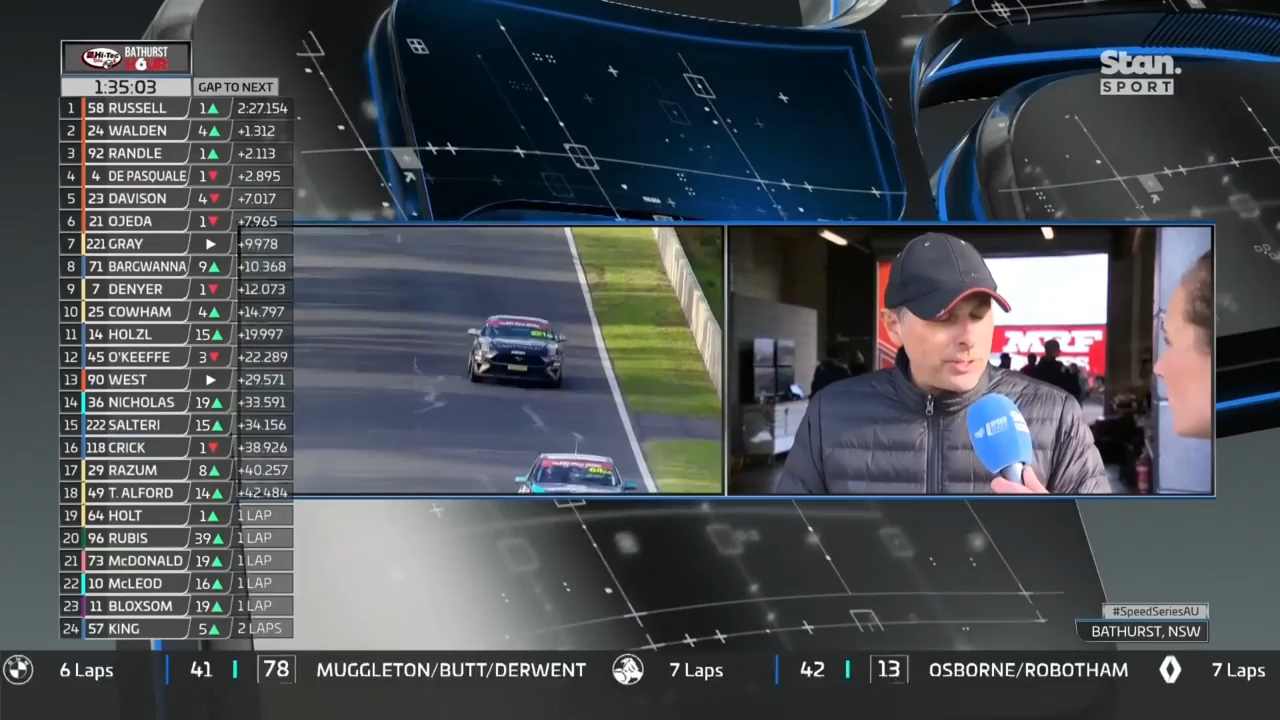 Hi-Tec
BATHURST
6 HOUR
1:35:03 GAP TO NEXT
1 58 RUSSELL 1▲ 2:27.154
2 24 WALDEN 4▲ +1.312
3 92 RANDLE 1▲ +2.113
4 4 DE PASQUALE 1▼ +2.895
5 23 DAVISON 4▼ +7.017
6 21 OJEDA 1▼ +7.965
7 221 GRAY ▶ +9.978
8 71 BARGWANNA 9▲ +10.368
9 7 DENYER 1▼ +12.073
10 25 COWHAM 4▲ +14.797
11 14 HOLZL 15▲ +19.997
12 45 O'KEEFFE 3▼ +22.289
13 90 WEST ▶ +29.571
14 36 NICHOLAS 19▲ +33.591
15 222 SALTERI 15▲ +34.156
16 118 CRICK 1▼ +38.926
17 29 RAZUM 8▲ +40.257
18 49 T. ALFORD 14▲ +42.484
19 64 HOLT 1▲ 1 LAP
20 96 RUBIS 39▲ 1 LAP
21 73 McDONALD 19▲ 1 LAP
22 10 McLEOD 16▲ 1 LAP
23 11 BLOXSOM 19▲ 1 LAP
24 57 KING 5▲ 2 LAPS
Stan.
SPORT
221
MRF
#SpeedSeriesAU
BATHURST, NSW
6 Laps 41 78 MUGGLETON/BUTT/DERWENT 7 Laps 42 13 OSBORNE/ROBOTHAM 7 Laps